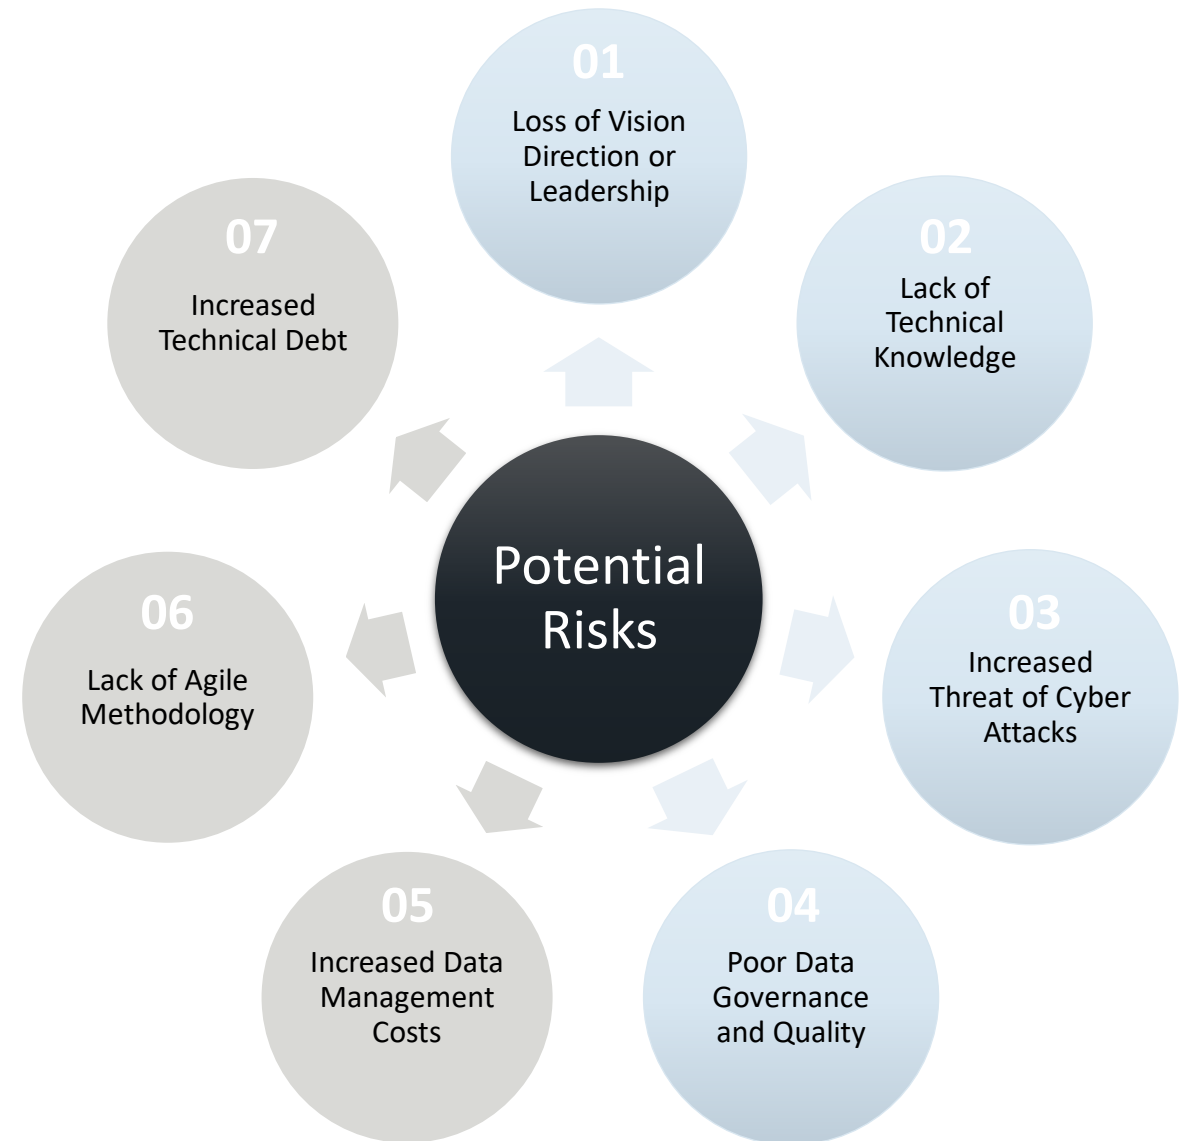 01
Loss of Vision
Direction or
Leadership
02
Lack of
Technical
Knowledge
03
Increased
Threat of Cyber
Attacks
04
Poor Data
Governance
and Quality
05
Increased Data
Management
Costs
06
Lack of Agile
Methodology
07
Increased
Technical Debt
Potential
Risks